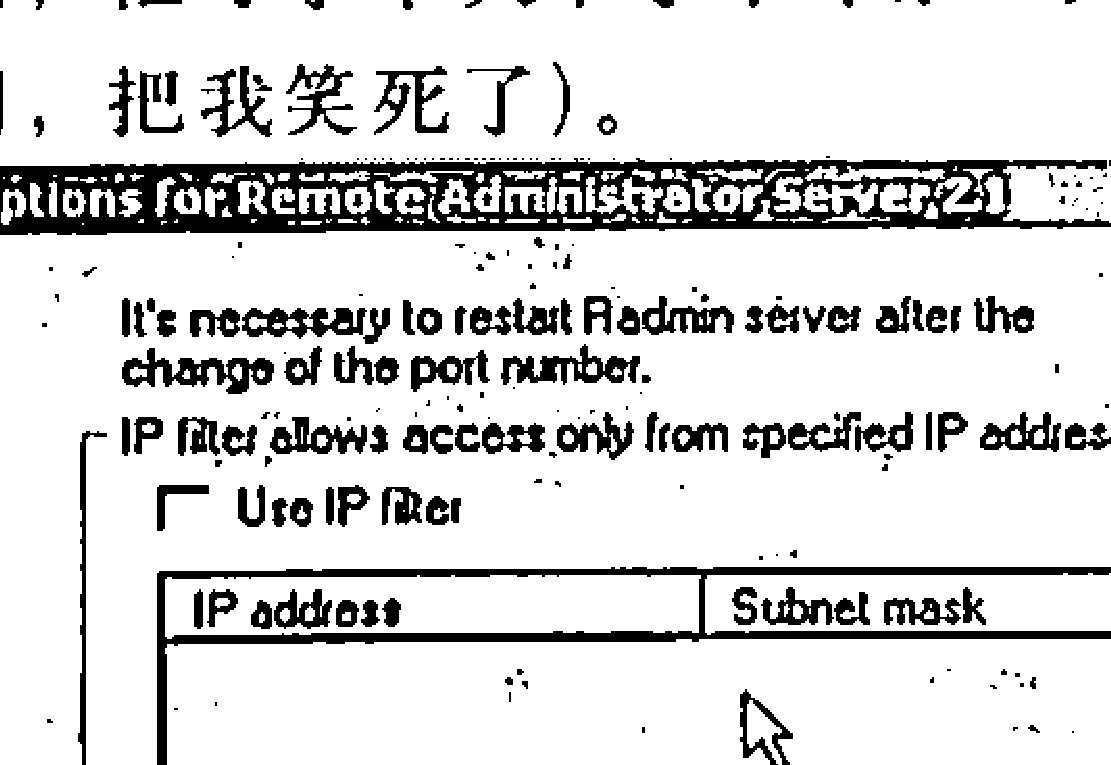 ，把我笑死了)。
ptions for Remote Administrator Server 2.1
It's necessary to restart Radmin server after the
change of the port number.
IP filter allows access only from specified IP addres
Use IP filter
IP address
Subnet mask